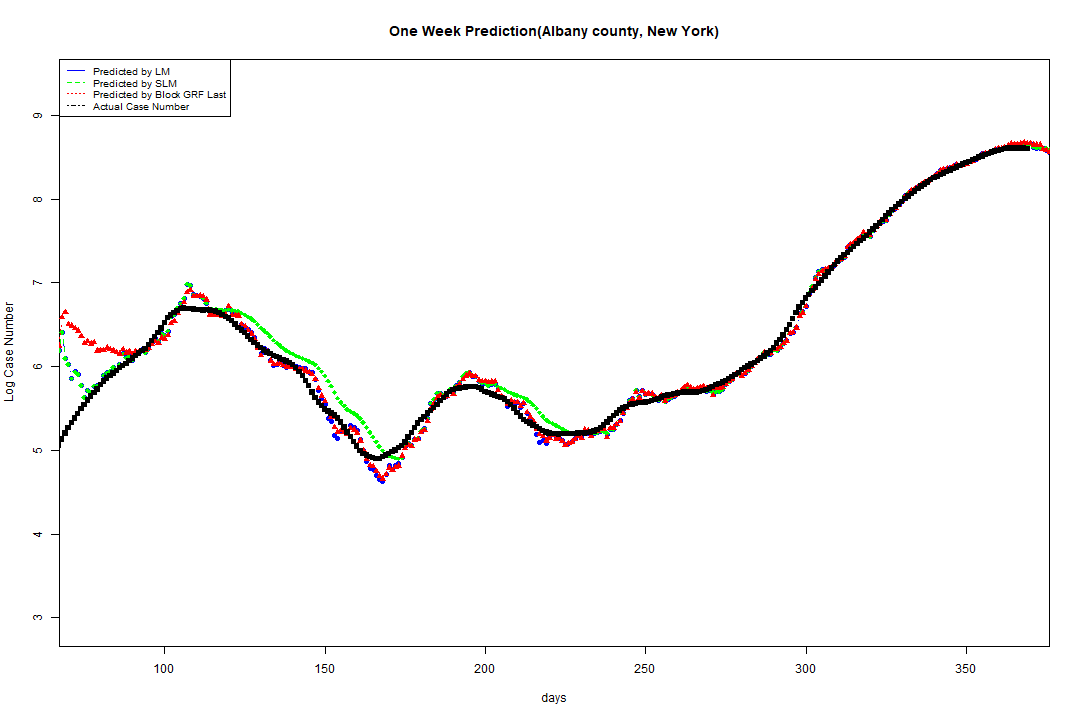 One Week Prediction(Albany county, New York)
Predicted by LM
Predicted by SLM
Predicted by Block GRF Last
Actual Case Number
Log Case Number
9
8
7
6
5
4
3
100 150 200 250 300 350
days